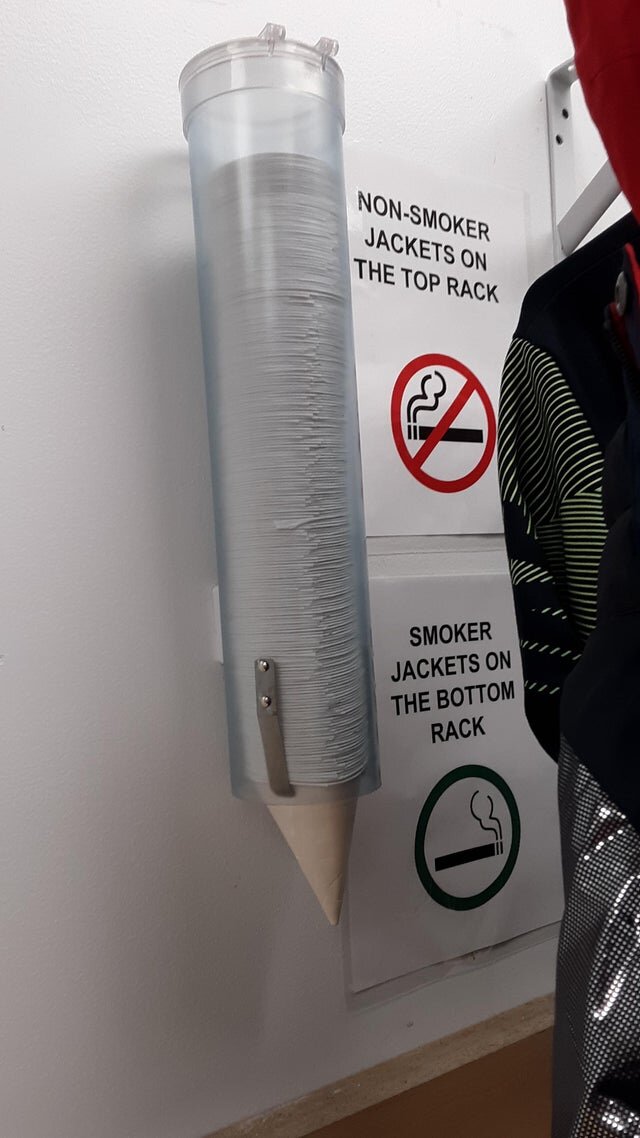 NON-SMOKER
JACKETS ON
THE TOP RACK
SMOKER
JACKETS ON
THE BOTTOM
RACK